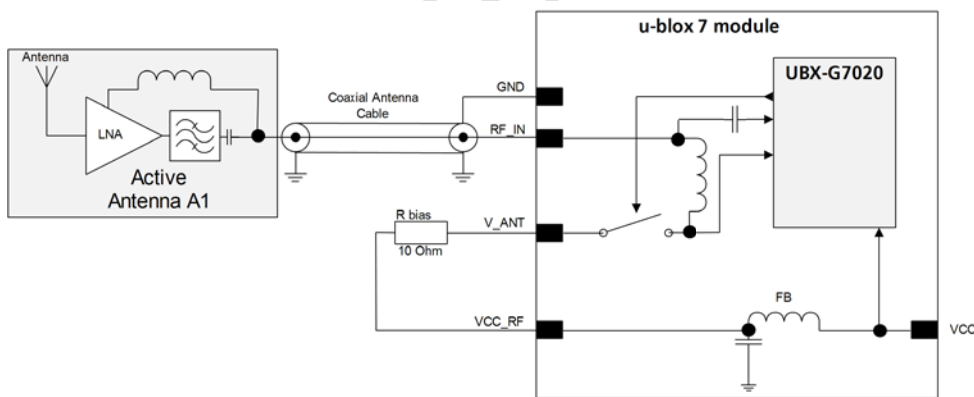 u-blox 7 module
Antenna
UBX-G7020
GND
Coaxial Antenna
Cable
LNA
RF_IN
Active
Antenna A1
R bias
V_ANT
10 Ohm
FB
VCC_RF
VCC